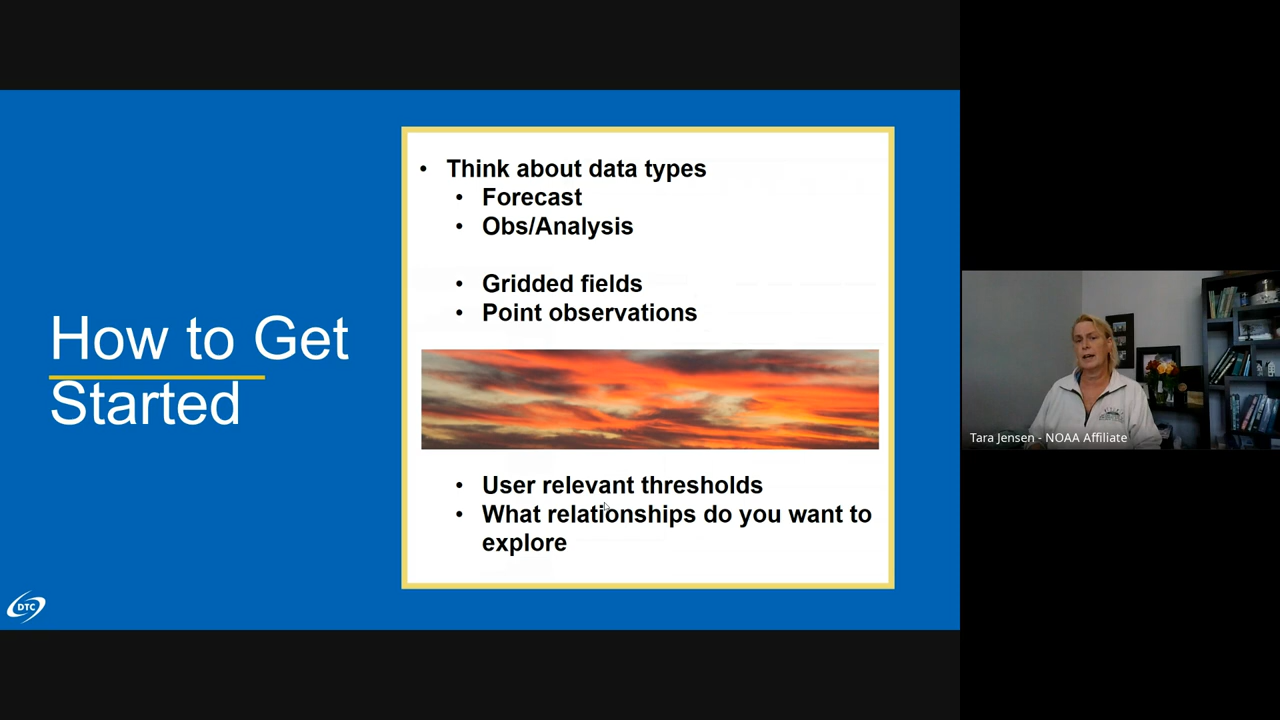 How to Get
Started
Think about data types
Forecast
Obs/Analysis
Gridded fields
Point observations
User relevant thresholds
What relationships do you want to
explore
DTC
Tara Jensen - NOAA Affiliate